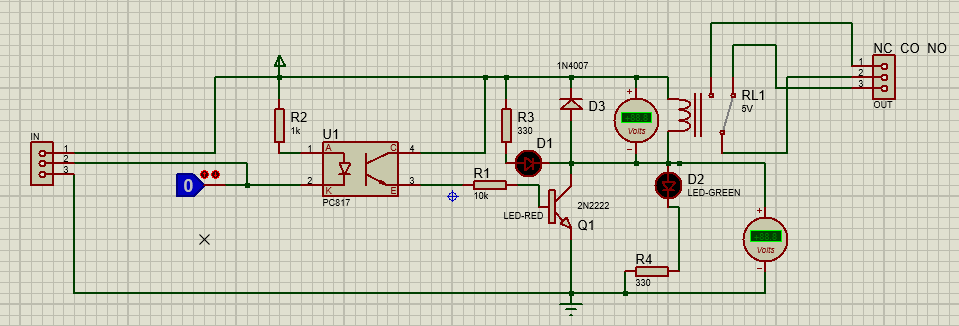 NC CO NO
1
2
3
OUT
1N4007
D3
+
Volts
−
RL1
5V
R2
1k
R3
330
IN
1
2
3
U1
A
C
K
E
1
2
4
3
PC817
D1
LED-RED
R1
10k
2N2222
Q1
D2
LED-GREEN
+
Volts
−
R4
330
0